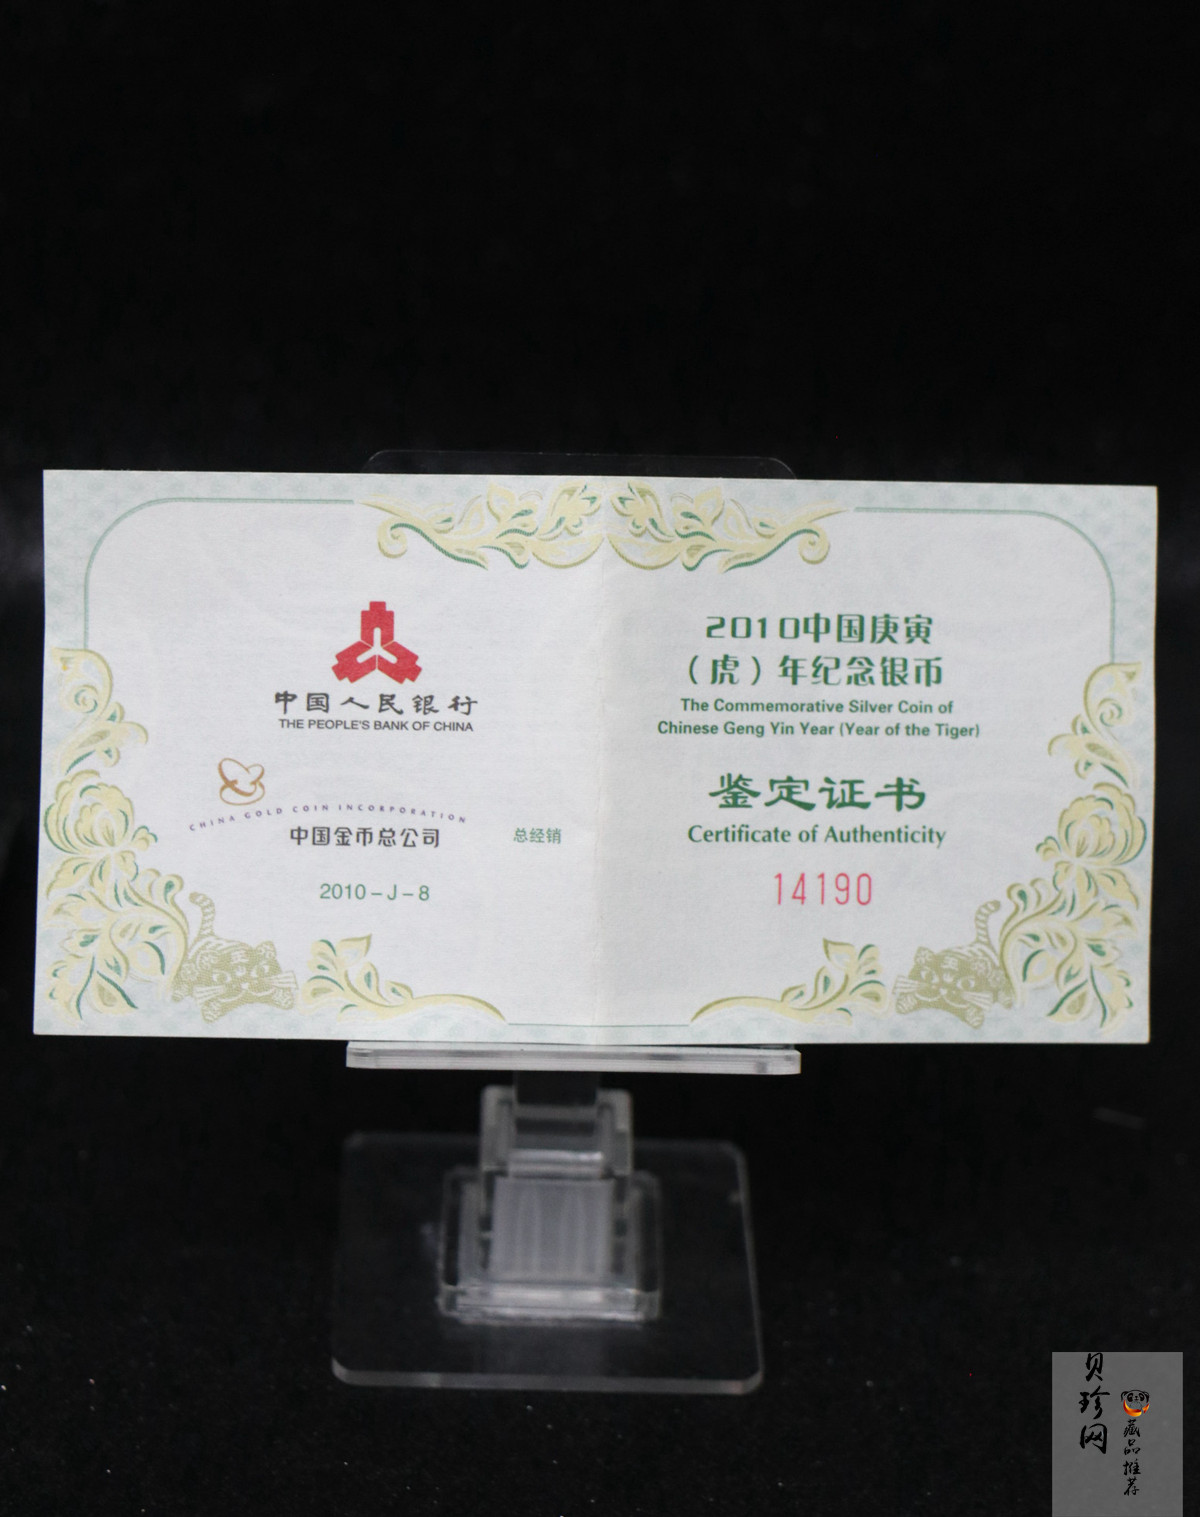 中国人民银行
THE PEOPLE'S BANK OF CHINA
CHINA GOLD COIN INCORPORATION
中国金币总公司
总经销
2010-J-8
2010中国庚寅
（虎）年纪念银币
The Commemorative Silver Coin of
Chinese Geng Yin Year (Year of the Tiger)
鉴定证书
Certificate of Authenticity
14190
贝珍网
藏品推荐